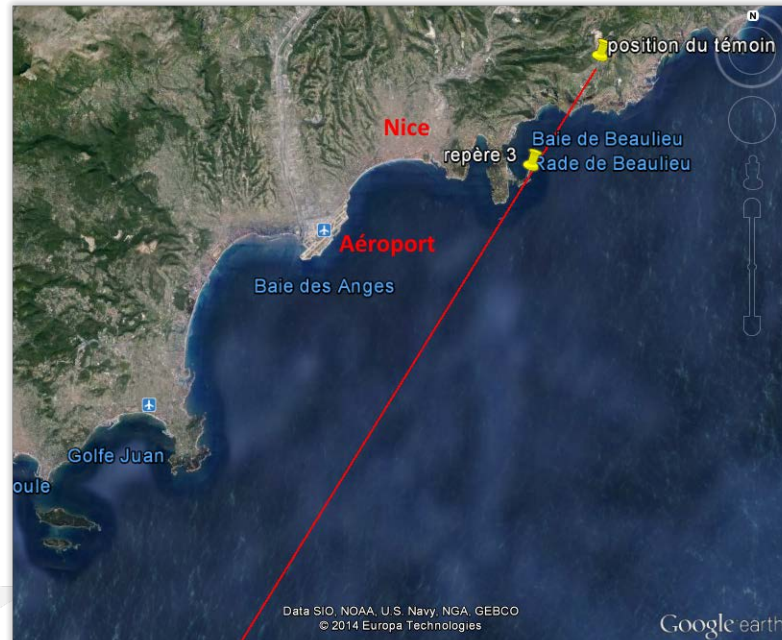 N
position du témoin
Nice
repère 3
Baie de Beaulieu
Rade de Beaulieu
Aéroport
Baie des Anges
Golfe Juan
oule
Data SIO, NOAA, U.S. Navy, NGA, GEBCO
© 2014 Europa Technologies
Google earth